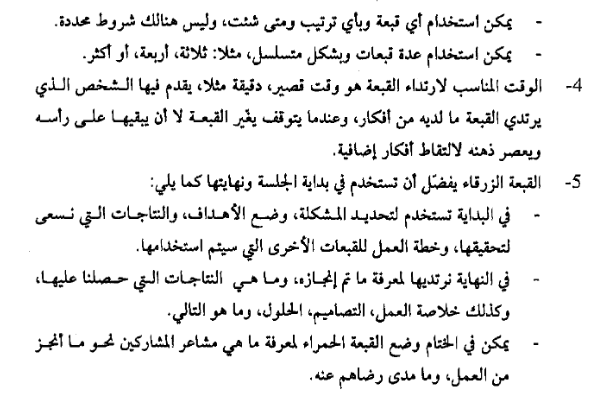 - يمكن استخدام أي قبعة وبأي ترتيب ومتى شئت، وليس هنالك شروط محددة.
- يمكن استخدام عدة قبعات وبشكل متسلسل، مثلا: ثلاثة، أربعة، أو أكثر.
4- الوقت المناسب لارتداء القبعة هو وقت قصير، دقيقة مثلا، يقدم فيها الشخص الذي
يرتدي القبعة ما لديه من أفكار، وعندما يتوقف يغّير القبعة لا أن يبقيها على رأسه
ويعصر ذهنه لالتقاط أفكار إضافية.
5- القبعة الزرقاء يفضّل أن تستخدم في بداية الجلسة ونهايتها كما يلي:
- في البداية تستخدم لتحديد المشكلة، وضع الأهداف، والنتاجات التي نسعى
لتحقيقها، وخطة العمل للقبعات الأخرى التي سيتم استخدامها.
- في النهاية نرتديها لمعرفة ما تم إنجازه، وما هي النتاجات التي حصلنا عليها،
وكذلك خلاصة العمل، التصاميم، الحلول، وما هو التالي.
- يمكن في الختام وضع القبعة الحمراء لمعرفة ما هي مشاعر المشاركين نحو ما أنجز
من العمل، وما مدى رضاهم عنه.